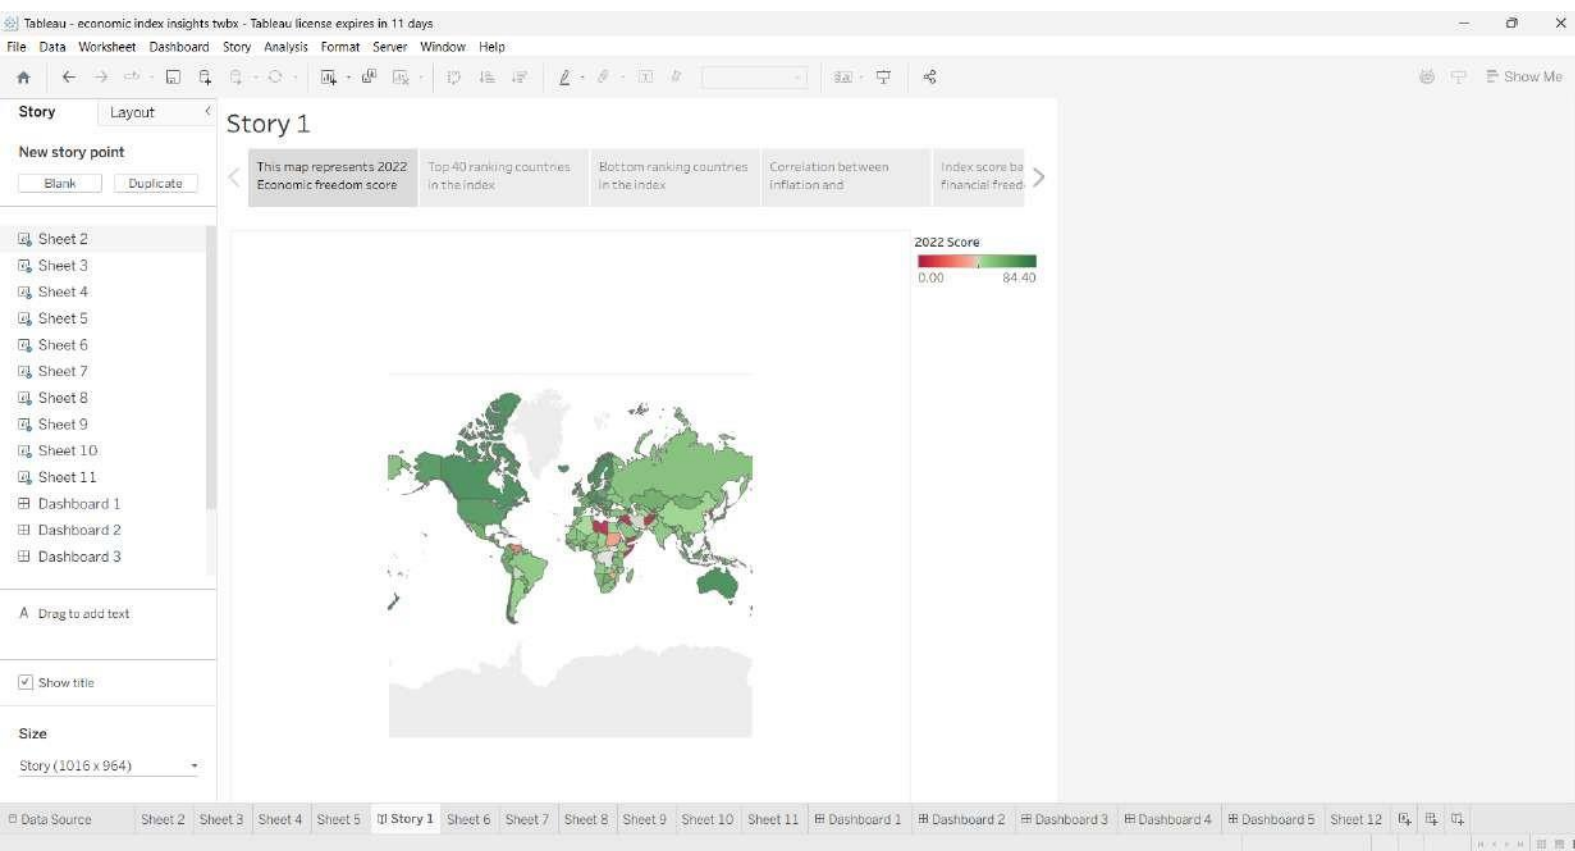 Tableau - economic index insights twbx - Tableau license expires in 11 days
File Data Worksheet Dashboard Story Analysis Format Server Window Help
Show Me
Story Layout
New story point
Blank Duplicate
Sheet 2
Sheet 3
Sheet 4
Sheet 5
Sheet 6
Sheet 7
Sheet 8
Sheet 9
Sheet 10
Sheet 11
Dashboard 1
Dashboard 2
Dashboard 3
A Drag to add text
Show title
Size
Story (1016 x 964)
Story 1
This map represents 2022
Economic freedom score
Top 40 ranking countries
in the index
Bottom ranking countries
in the index
Correlation between
inflation and
Index score ba
financial freed
2022 Score
0.00 84.40
Data Source Sheet 2 Sheet 3 Sheet 4 Sheet 5 Story 1 Sheet 6 Sheet 7 Sheet 8 Sheet 9 Sheet 10 Sheet 11 Dashboard 1 Dashboard 2 Dashboard 3 Dashboard 4 Dashboard 5 Sheet 12